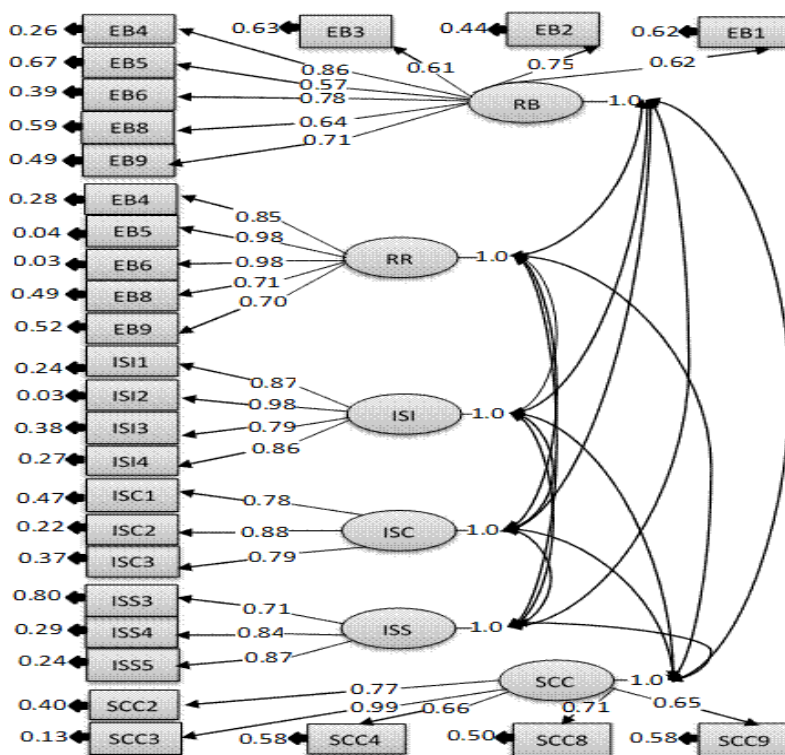 0.26 EB4 0.63 EB3 0.44 EB2 0.62 EB1
0.67 EB5 0.86 0.61 0.75 0.62
0.39 EB6 0.57 0.78 RB 1.0
0.59 EB8 0.64
0.49 EB9 0.71
0.28 EB4 0.85
0.04 EB5 0.98
0.03 EB6 0.98 RR 1.0
0.49 EB8 0.71
0.52 EB9 0.70
0.24 ISI1 0.87
0.03 ISI2 0.98 ISI 1.0
0.38 ISI3 0.79
0.27 ISI4 0.86
0.47 ISC1 0.78
0.22 ISC2 0.88 ISC 1.0
0.37 ISC3 0.79
0.80 ISS3 0.71
0.29 ISS4 0.84 ISS 1.0
0.24 ISS5 0.87
0.40 SCC2 0.77 SCC 1.0
0.13 SCC3 0.99 0.66 0.71 0.65
0.58 SCC4 0.50 SCC8 0.58 SCC9